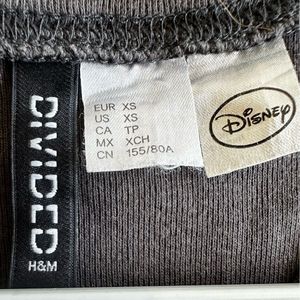 DIVIDED
H&M
EUR XS
US XS
CA TP
MX XCH
CN 155/80A
Disney